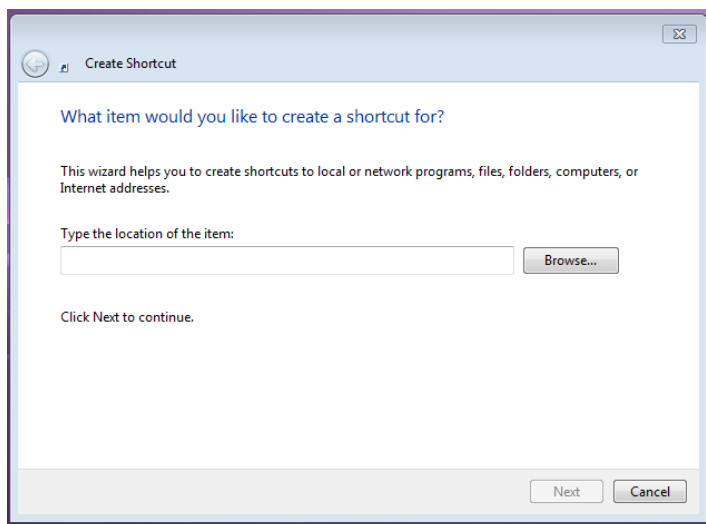 Create Shortcut
What item would you like to create a shortcut for?
This wizard helps you to create shortcuts to local or network programs, files, folders, computers, or
Internet addresses.
Type the location of the item:
Browse...
Click Next to continue.
Next Cancel